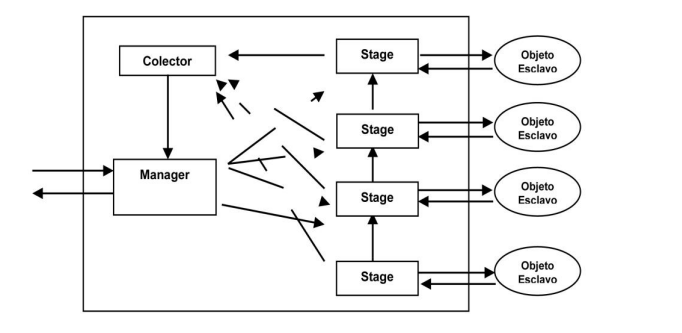 Colector
Manager
Stage
Objeto
Esclavo
Stage
Objeto
Esclavo
Stage
Objeto
Esclavo
Stage
Objeto
Esclavo